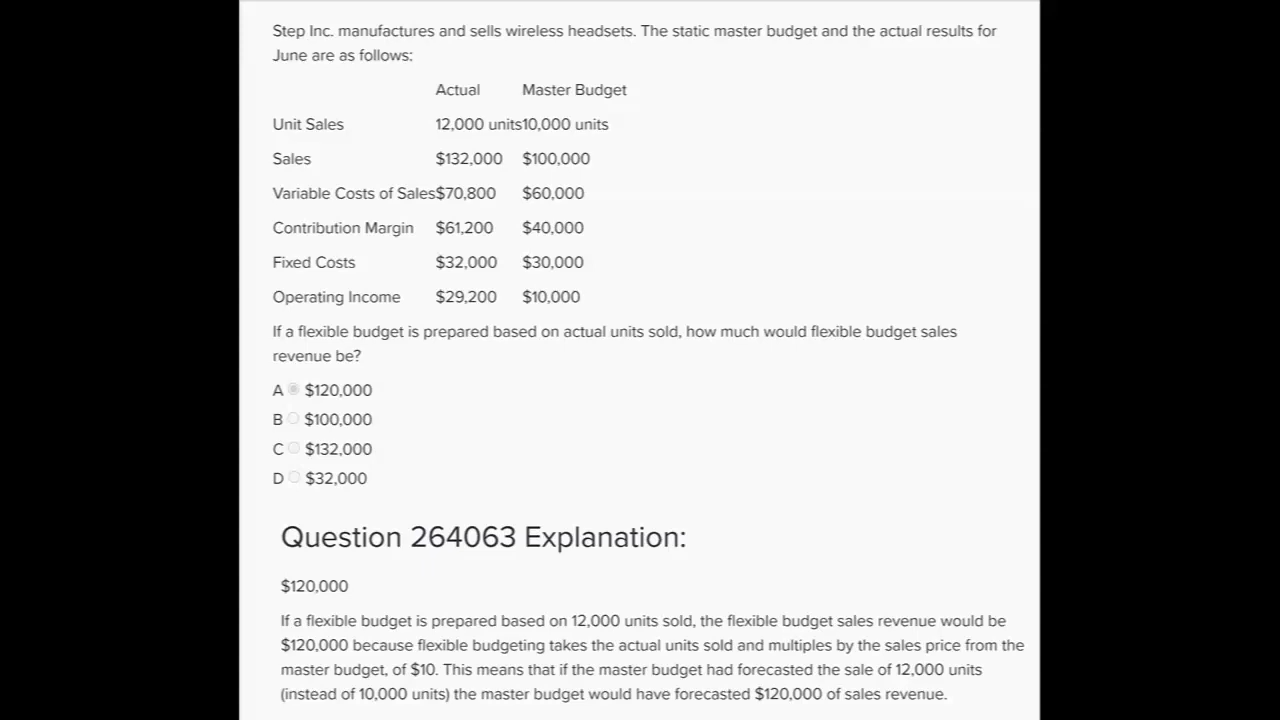 Step Inc. manufactures and sells wireless headsets. The static master budget and the actual results for
June are as follows:
Actual Master Budget
Unit Sales 12,000 units10,000 units
Sales $132,000 $100,000
Variable Costs of Sales$70,800 $60,000
Contribution Margin $61,200 $40,000
Fixed Costs $32,000 $30,000
Operating Income $29,200 $10,000
If a flexible budget is prepared based on actual units sold, how much would flexible budget sales
revenue be?
A $120,000
B $100,000
C $132,000
D $32,000
Question 264063 Explanation:
$120,000
If a flexible budget is prepared based on 12,000 units sold, the flexible budget sales revenue would be
$120,000 because flexible budgeting takes the actual units sold and multiples by the sales price from the
master budget, of $10. This means that if the master budget had forecasted the sale of 12,000 units
(instead of 10,000 units) the master budget would have forecasted $120,000 of sales revenue.